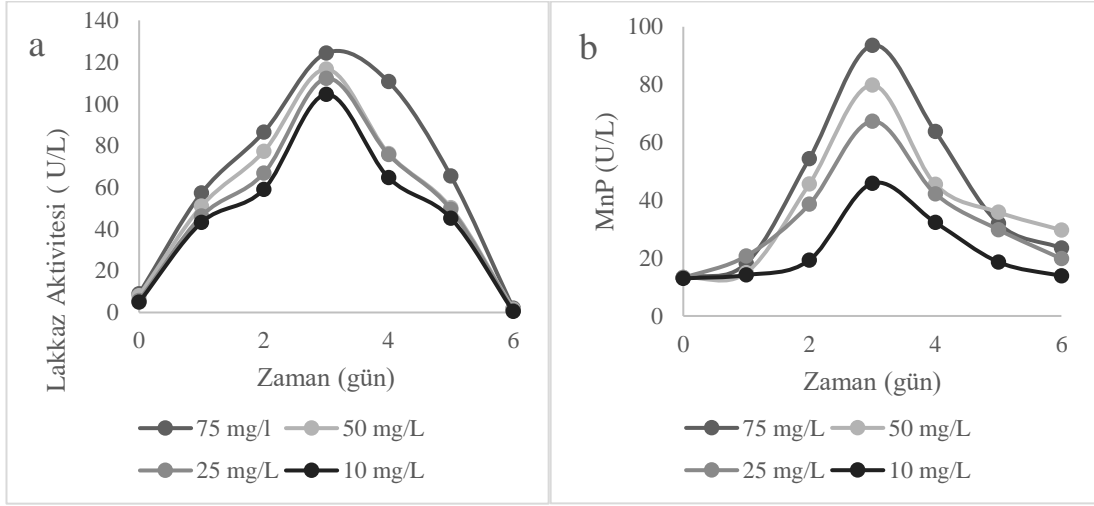 a
Lakkaz Aktivitesi ( U/L)
140
120
100
80
60
40
20
0
0 2 4 6
Zaman (gün)
75 mg/l 50 mg/L
25 mg/L 10 mg/L
b
MnP (U/L)
100
80
60
40
20
0
0 2 4 6
Zaman (gün)
75 mg/L 50 mg/L
25 mg/L 10 mg/L